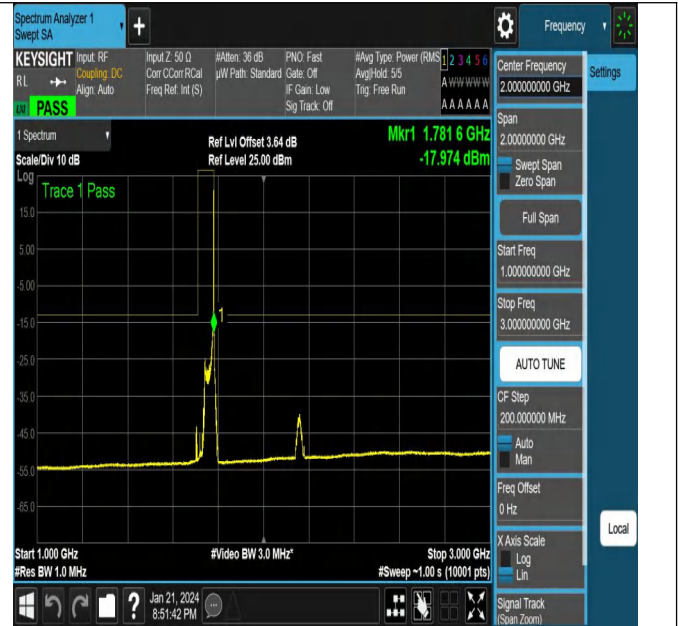 Spectrum Analyzer 1
Swept SA
+
Frequency
KEYSIGHT
RL
LXI
PASS
Input: RF
Coupling: DC
Align: Auto
Input Z: 50 Ω
Corr CCorr RCal
Freq Ref: Int (S)
#Atten: 36 dB
µW Path: Standard
PNO: Fast
Gate: Off
IF Gain: Low
Sig Track: Off
#Avg Type: Power (RMS
Avg|Hold: 5/5
Trig: Free Run
1 2 3 4 5 6
A W W W W W
A A A A A A
1 Spectrum
Scale/Div 10 dB
Ref Lvl Offset 3.64 dB
Ref Level 25.00 dBm
Mkr1 1.781 6 GHz
-17.974 dBm
Log
Trace 1 Pass
15.0
5.00
-5.00
-15.0
-25.0
-35.0
-45.0
-55.0
-65.0
1
Start 1.000 GHz
#Res BW 1.0 MHz
#Video BW 3.0 MHz*
Stop 3.000 GHz
#Sweep ~1.00 s (10001 pts)
Jan 21, 2024
8:51:42 PM
?
Center Frequency
2.000000000 GHz
Settings
Span
2.00000000 GHz
Swept Span
Zero Span
Full Span
Start Freq
1.000000000 GHz
Stop Freq
3.000000000 GHz
AUTO TUNE
CF Step
200.000000 MHz
Auto
Man
Freq Offset
0 Hz
X Axis Scale
Log
Lin
Signal Track
(Span Zoom)
Local